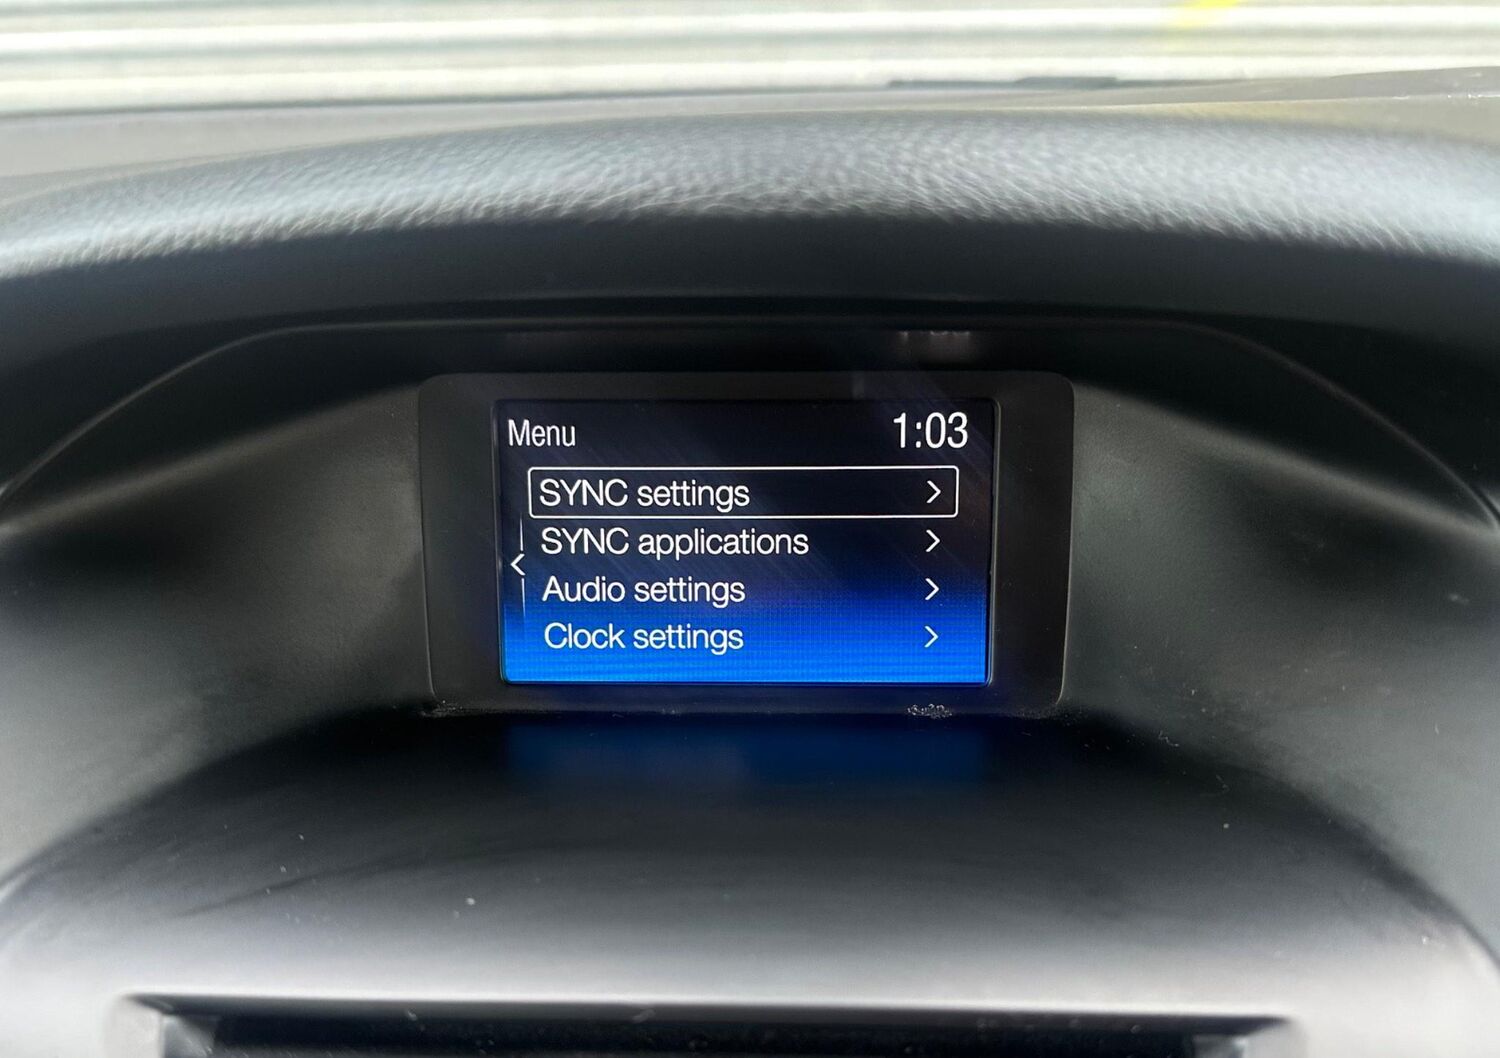 Menu 1:03
SYNC settings
SYNC applications
Audio settings
Clock settings